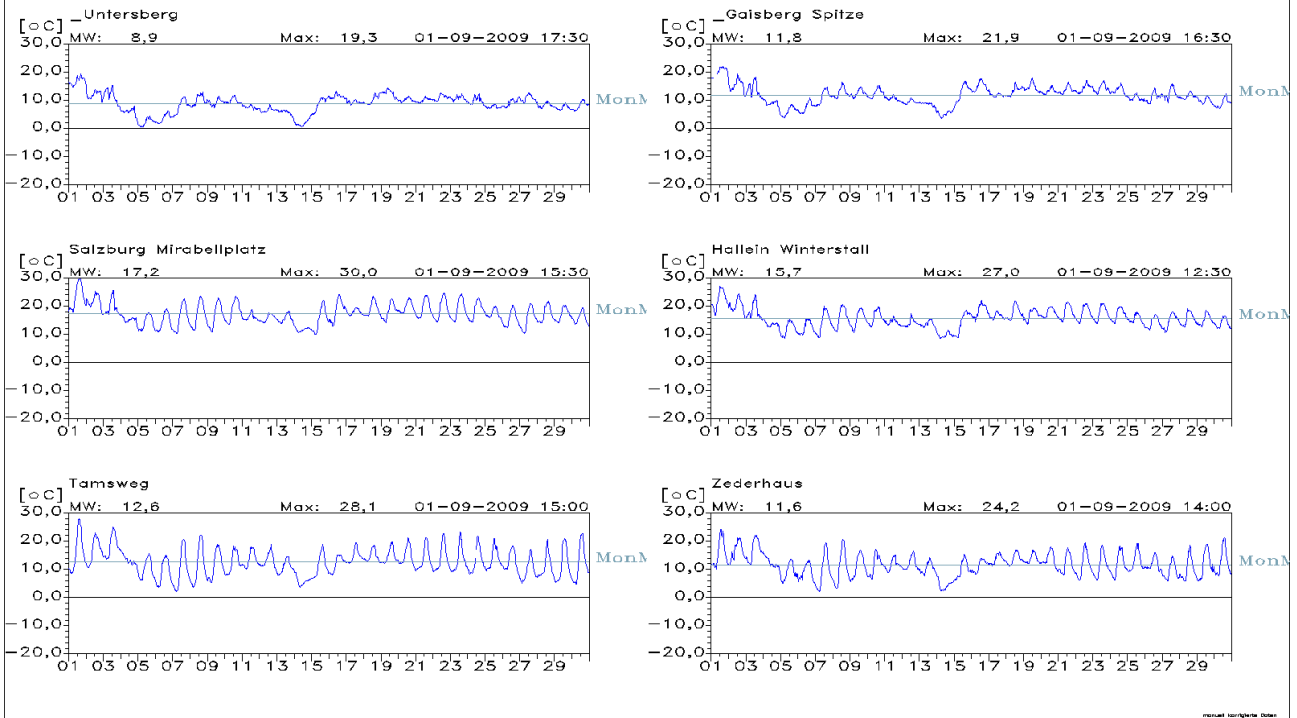 _Untersberg
[°C] MW: 8,9 Max: 19,3 01-09-2009 17:30
30,0
20,0
10,0 MonM
0,0
-10,0
-20,0
01 03 05 07 09 11 13 15 17 19 21 23 25 27 29
_Gaisberg Spitze
[°C] MW: 11,8 Max: 21,9 01-09-2009 16:30
30,0
20,0
10,0 MonM
0,0
-10,0
-20,0
01 03 05 07 09 11 13 15 17 19 21 23 25 27 29
Salzburg Mirabellplatz
[°C] MW: 17,2 Max: 30,0 01-09-2009 15:30
30,0
20,0 MonM
10,0
0,0
-10,0
-20,0
01 03 05 07 09 11 13 15 17 19 21 23 25 27 29
Hallein Winterstall
[°C] MW: 15,7 Max: 27,0 01-09-2009 12:30
30,0
20,0 MonM
10,0
0,0
-10,0
-20,0
01 03 05 07 09 11 13 15 17 19 21 23 25 27 29
Tamsweg
[°C] MW: 12,6 Max: 28,1 01-09-2009 15:00
30,0
20,0
10,0 MonM
0,0
-10,0
-20,0
01 03 05 07 09 11 13 15 17 19 21 23 25 27 29
Zederhaus
[°C] MW: 11,6 Max: 24,2 01-09-2009 14:00
30,0
20,0
10,0 MonM
0,0
-10,0
-20,0
01 03 05 07 09 11 13 15 17 19 21 23 25 27 29
manuell korrigierte Daten